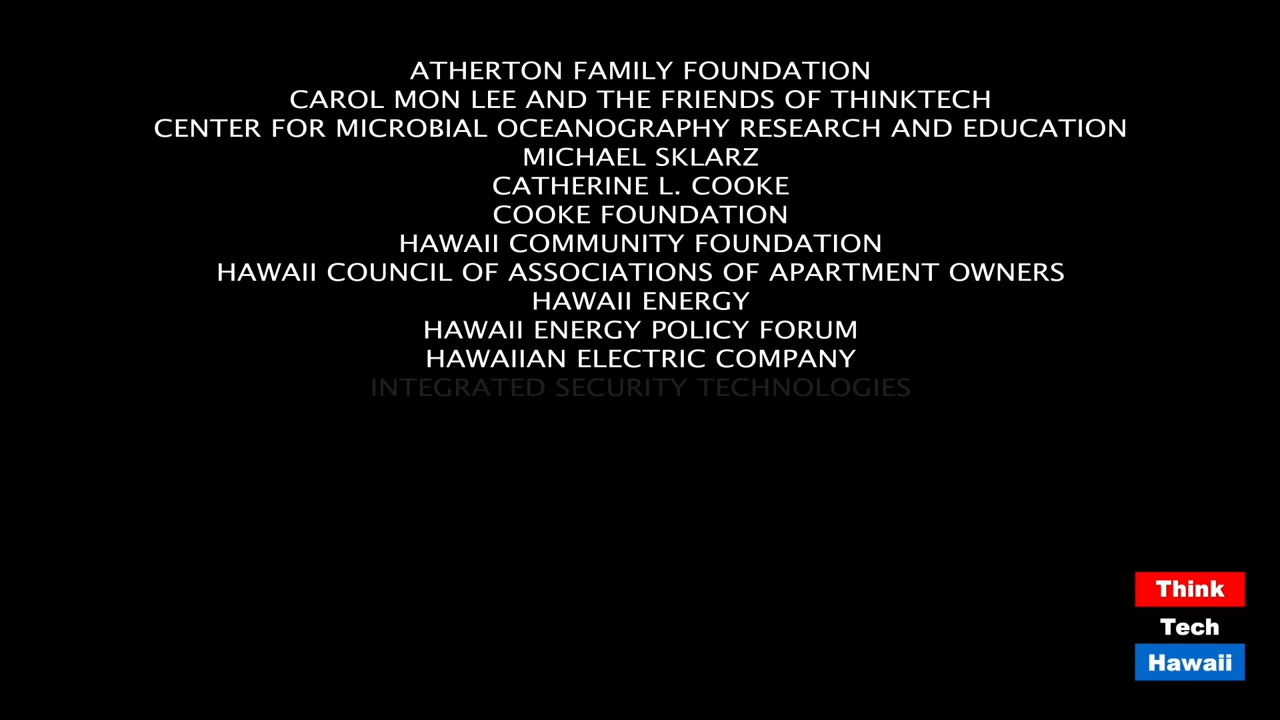 ATHERTON FAMILY FOUNDATION
CAROL MON LEE AND THE FRIENDS OF THINKTECH
CENTER FOR MICROBIAL OCEANOGRAPHY RESEARCH AND EDUCATION
MICHAEL SKLARZ
CATHERINE L. COOKE
COOKE FOUNDATION
HAWAII COMMUNITY FOUNDATION
HAWAII COUNCIL OF ASSOCIATIONS OF APARTMENT OWNERS
HAWAII ENERGY
HAWAII ENERGY POLICY FORUM
HAWAIIAN ELECTRIC COMPANY
INTEGRATED SECURITY TECHNOLOGIES
Think
Tech
Hawaii